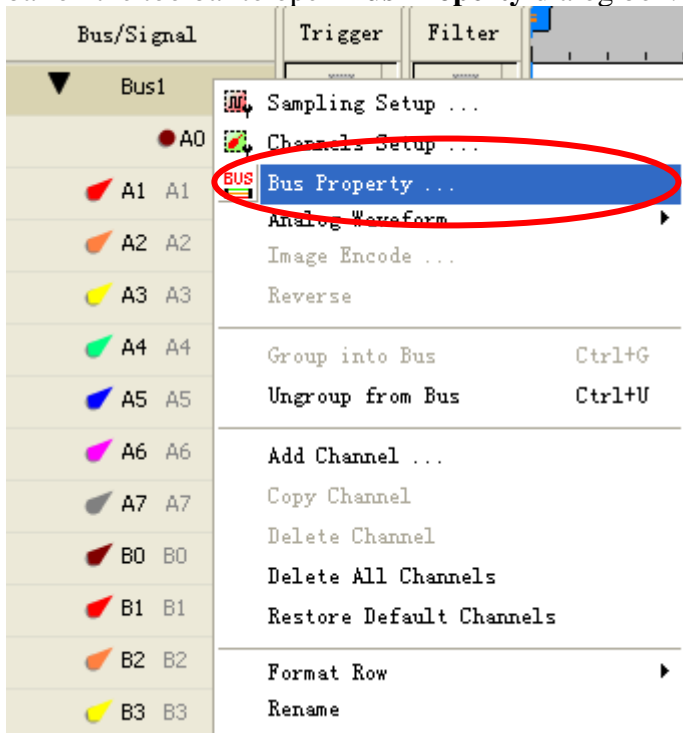 Bus/Signal Trigger Filter
Bus1
A0
A1 A1
A2 A2
A3 A3
A4 A4
A5 A5
A6 A6
A7 A7
B0 B0
B1 B1
B2 B2
B3 B3
Sampling Setup ...
Channels Setup ...
BUS Bus Property ...
Analog Waveform
Image Encode ...
Reverse
Group into Bus Ctrl+G
Ungroup from Bus Ctrl+U
Add Channel ...
Copy Channel
Delete Channel
Delete All Channels
Restore Default Channels
Format Row
Rename